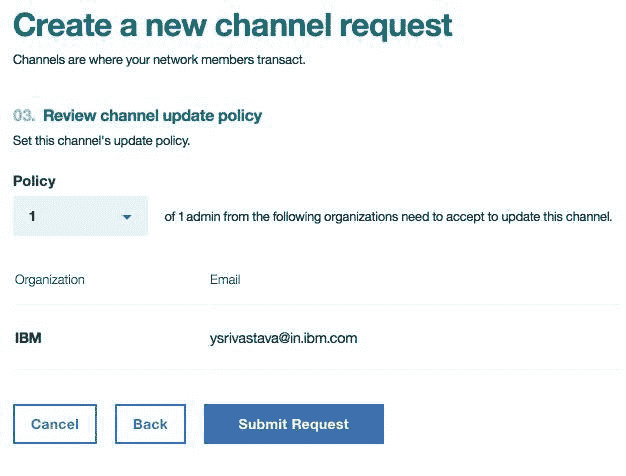 Create a new channel request
Channels are where your network members transact.
03. Review channel update policy
Set this channel's update policy.
Policy
1 of 1 admin from the following organizations need to accept to update this channel.
Organization Email
IBM ysrivastava@in.ibm.com
Cancel Back Submit Request